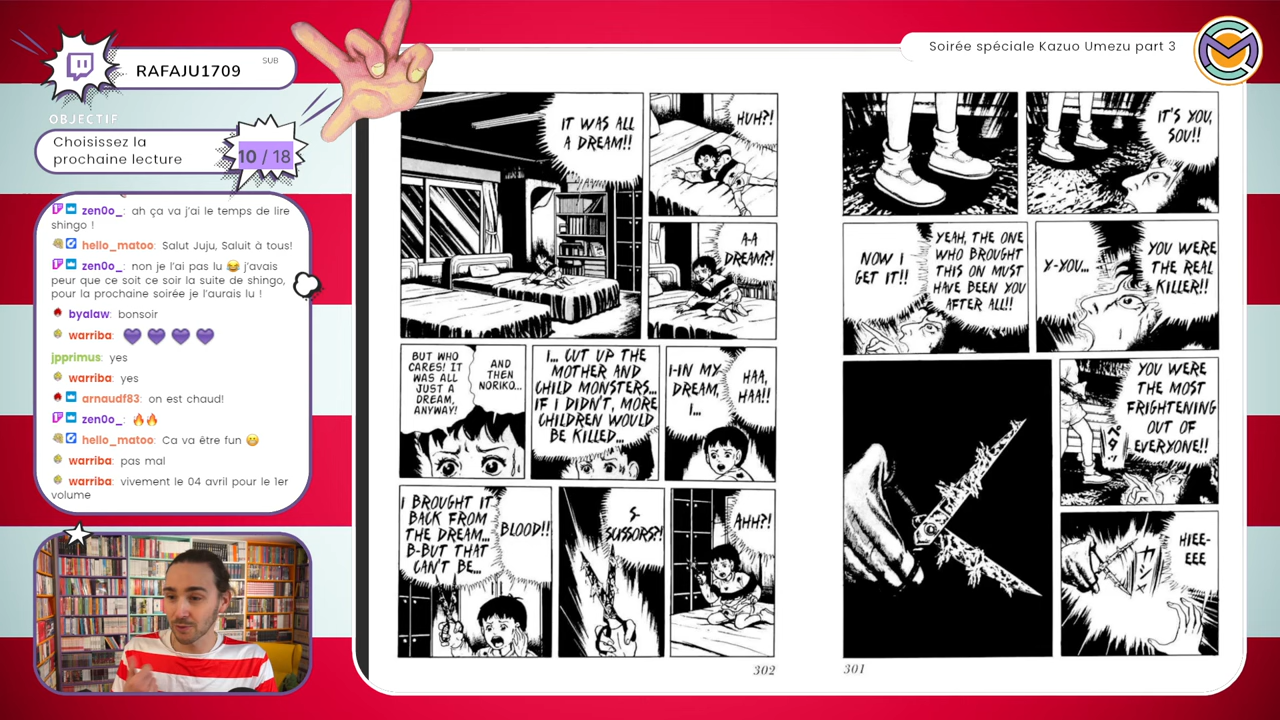 RAFAJU1709
SUB
OBJECTIF
Choisissez la
prochaine lecture
10 / 18
zen0o_: ah ça va j'ai le temps de lire
shingo !
hello_matoo: Salut Juju, Saluit à tous!
zen0o_: non je l'ai pas lu 😂 j'avais
peur que ce soit ce soir la suite de shingo,
pour la prochaine soirée je l'aurais lu !
byalaw: bonsoir
warriba: 💜 💜 💜 💜
jpprimus: yes
warriba: yes
arnaudf83: on est chaud!
zen0o_: 🔥🔥
hello_matoo: Ca va être fun 😁
warriba: pas mal
warriba: vivement le 04 avril pour le 1er
volume
Soirée spéciale Kazuo Umezu part 3
IT'S YOU,
SOU!!
YOU WERE
THE REAL
KILLER!!
Y-YOU...
YEAH, THE ONE
WHO BROUGHT
THIS ON MUST
HAVE BEEN YOU
AFTER ALL!!
NOW I
GET IT!!
YOU WERE
THE MOST
FRIGHTENING
OUT OF
EVERYONE!!
HIEE-
EEE
301
HUH?!
IT WAS ALL
A DREAM!!
A-A
DREAM?!
HAA,
HAA!!
I-IN MY
DREAM,
I...
I... CUT UP THE
MOTHER AND
CHILD MONSTERS...
IF I DIDN'T, MORE
CHILDREN WOULD
BE KILLED...
AND
THEN
NORIKO...
BUT WHO
CARES! IT
WAS ALL
JUST A
DREAM,
ANYWAY!
AHH?!
S-
SCISSORS?!
BLOOD!!
I BROUGHT IT
BACK FROM
THE DREAM...
B-BUT THAT
CAN'T BE...
302